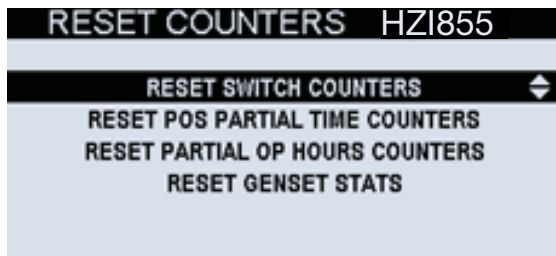 RESET COUNTERS HZI855
RESET SWITCH COUNTERS
RESET POS PARTIAL TIME COUNTERS
RESET PARTIAL OP HOURS COUNTERS
RESET GENSET STATS